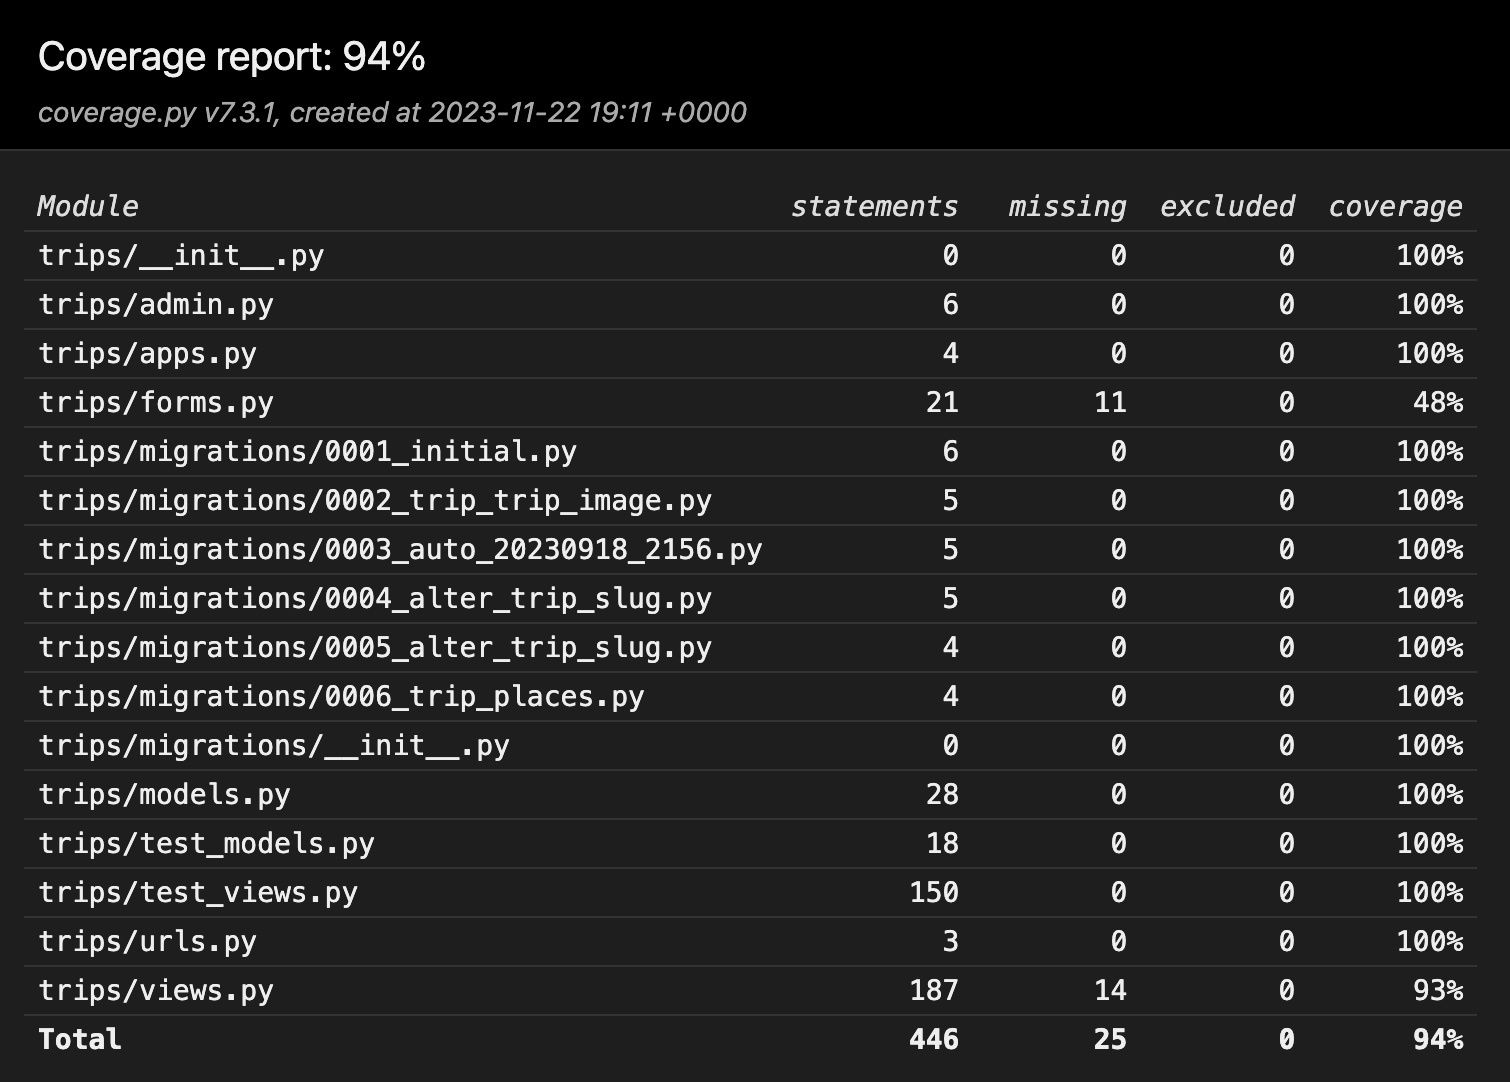 Coverage report: 94%
coverage.py v7.3.1, created at 2023-11-22 19:11 +0000
Module statements missing excluded coverage
trips/__init__.py 0 0 0 100%
trips/admin.py 6 0 0 100%
trips/apps.py 4 0 0 100%
trips/forms.py 21 11 0 48%
trips/migrations/0001_initial.py 6 0 0 100%
trips/migrations/0002_trip_trip_image.py 5 0 0 100%
trips/migrations/0003_auto_20230918_2156.py 5 0 0 100%
trips/migrations/0004_alter_trip_slug.py 5 0 0 100%
trips/migrations/0005_alter_trip_slug.py 4 0 0 100%
trips/migrations/0006_trip_places.py 4 0 0 100%
trips/migrations/__init__.py 0 0 0 100%
trips/models.py 28 0 0 100%
trips/test_models.py 18 0 0 100%
trips/test_views.py 150 0 0 100%
trips/urls.py 3 0 0 100%
trips/views.py 187 14 0 93%
Total 446 25 0 94%